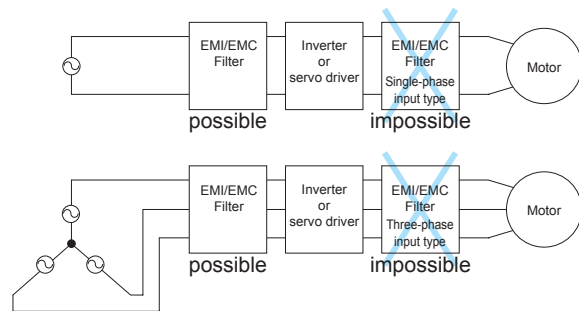 EMI/EMC
Filter
Inverter
or
servo driver
EMI/EMC
Filter
Single-phase
input type
Motor
possible
impossible
EMI/EMC
Filter
Inverter
or
servo driver
EMI/EMC
Filter
Three-phase
input type
Motor
possible
impossible